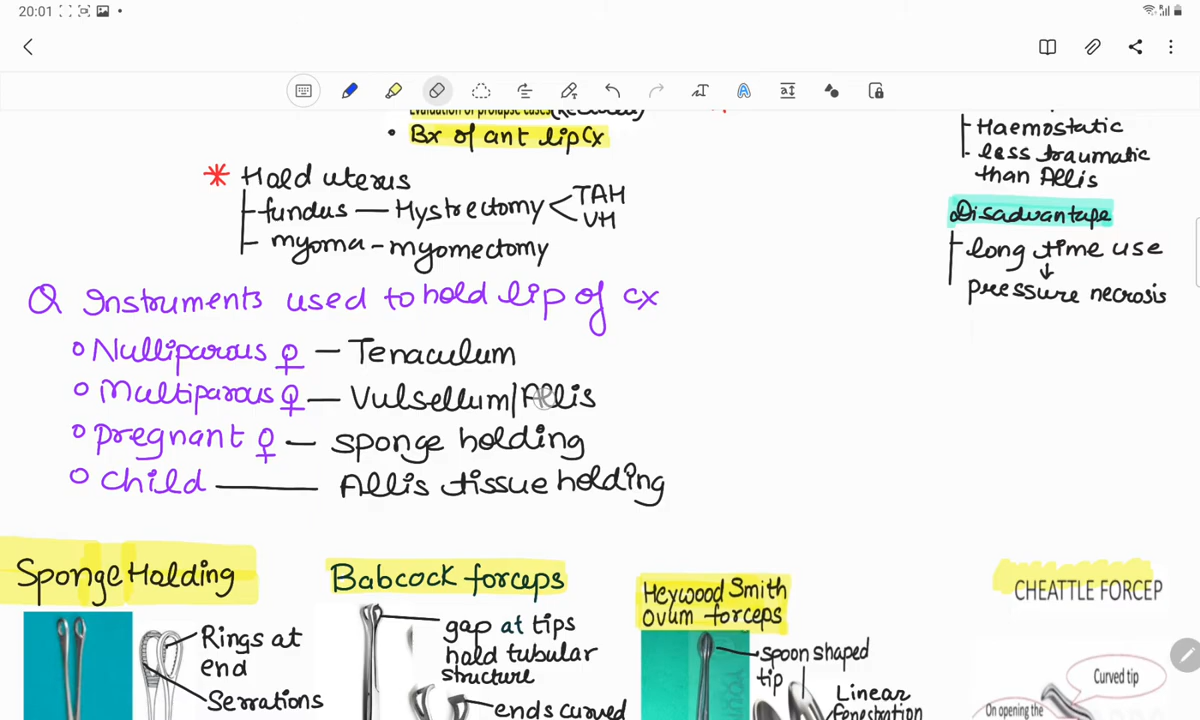 20:01
Evaluation of prolapse cases
• Bx of ant lip Cx
* Hold uterus
fundus — Hystrectomy < TAH
VH
myoma - myomectomy
Haemostatic
less traumatic
than Allis
Disadvantage
long time use
↓
pressure necrosis
Q Instruments used to hold lip of cx
o Nulliparous ♀ — Tenaculum
o Multiparous ♀ — Vulsellum/Allis
o Pregnant ♀ — sponge holding
o Child — Allis tissue holding
Sponge Holding
Rings at
end
Serrations
Babcock forceps
gap at tips
hold tubular
structure
ends curved
Heywood Smith
Ovum forceps
spoon shaped
tip
Linear
fenestration
CHEATTLE FORCEP
Curved tip
On opening the